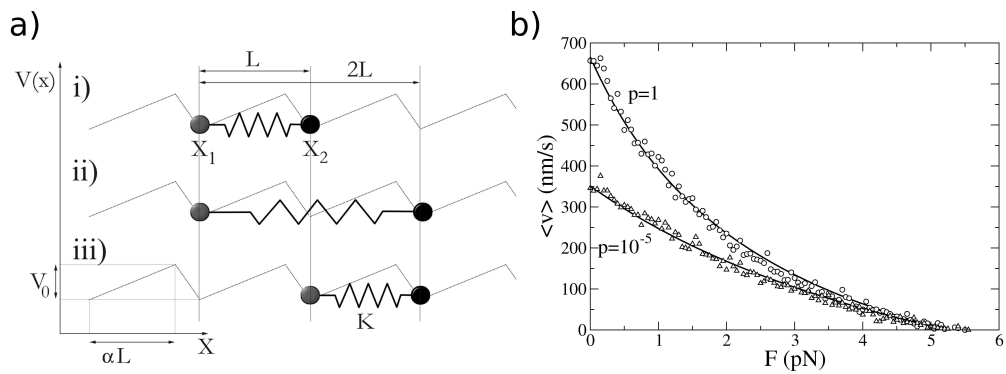 a)
L
2L
V(x)
i)
X1 X2
ii)
iii)
V0
K
αL
X
b)
700
600
500
400
300
200
100
0
<v> (nm/s)
p=1
p=10^-5
0 1 2 3 4 5 6
F (pN)